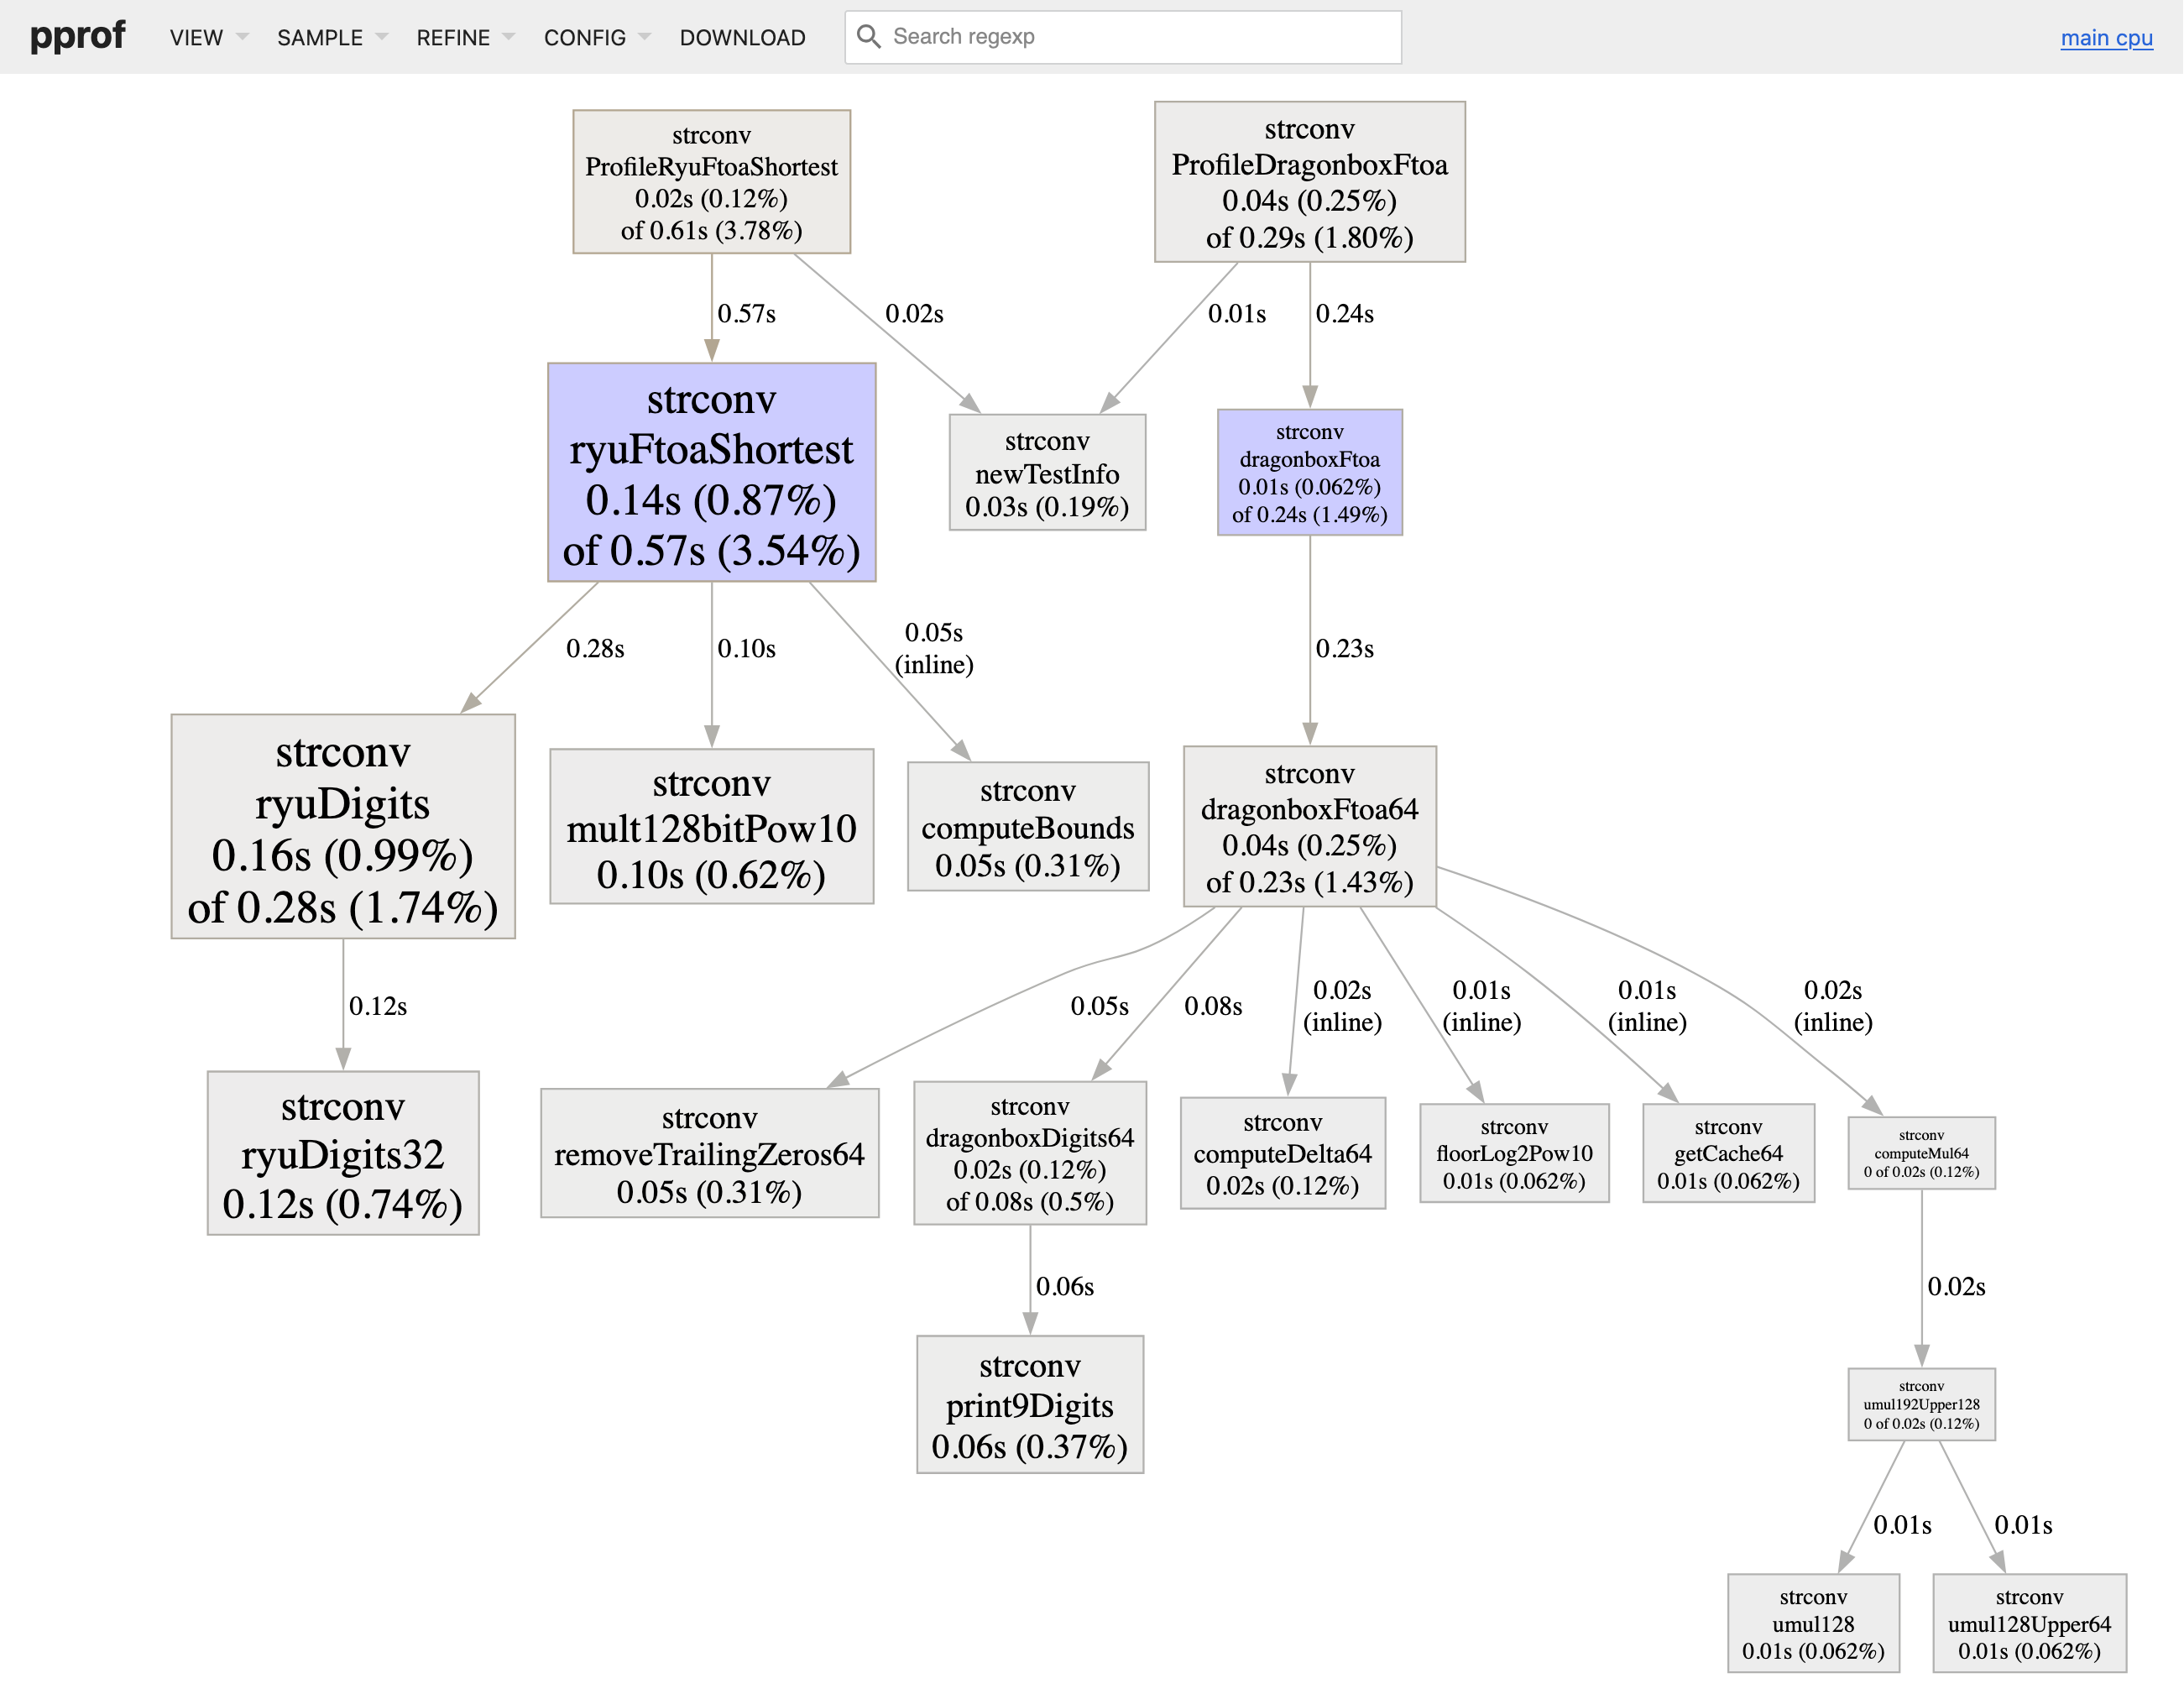 pprof
VIEW
SAMPLE
REFINE
CONFIG
DOWNLOAD
Search regexp
main cpu
strconv
ProfileRyuFtoaShortest
0.02s (0.12%)
of 0.61s (3.78%)
strconv
ProfileDragonboxFtoa
0.04s (0.25%)
of 0.29s (1.80%)
0.57s
0.02s
0.01s
0.24s
strconv
ryuFtoaShortest
0.14s (0.87%)
of 0.57s (3.54%)
strconv
newTestInfo
0.03s (0.19%)
strconv
dragonboxFtoa
0.01s (0.062%)
of 0.24s (1.49%)
0.28s
0.10s
0.05s
(inline)
0.23s
strconv
ryuDigits
0.16s (0.99%)
of 0.28s (1.74%)
strconv
mult128bitPow10
0.10s (0.62%)
strconv
computeBounds
0.05s (0.31%)
strconv
dragonboxFtoa64
0.04s (0.25%)
of 0.23s (1.43%)
0.12s
0.05s
0.08s
0.02s
(inline)
0.01s
(inline)
0.01s
(inline)
0.02s
(inline)
strconv
ryuDigits32
0.12s (0.74%)
strconv
removeTrailingZeros64
0.05s (0.31%)
strconv
dragonboxDigits64
0.02s (0.12%)
of 0.08s (0.5%)
strconv
computeDelta64
0.02s (0.12%)
strconv
floorLog2Pow10
0.01s (0.062%)
strconv
getCache64
0.01s (0.062%)
strconv
computeMul64
0 of 0.02s (0.12%)
0.06s
0.02s
strconv
print9Digits
0.06s (0.37%)
strconv
umul192Upper128
0 of 0.02s (0.12%)
0.01s
0.01s
strconv
umul128
0.01s (0.062%)
strconv
umul128Upper64
0.01s (0.062%)